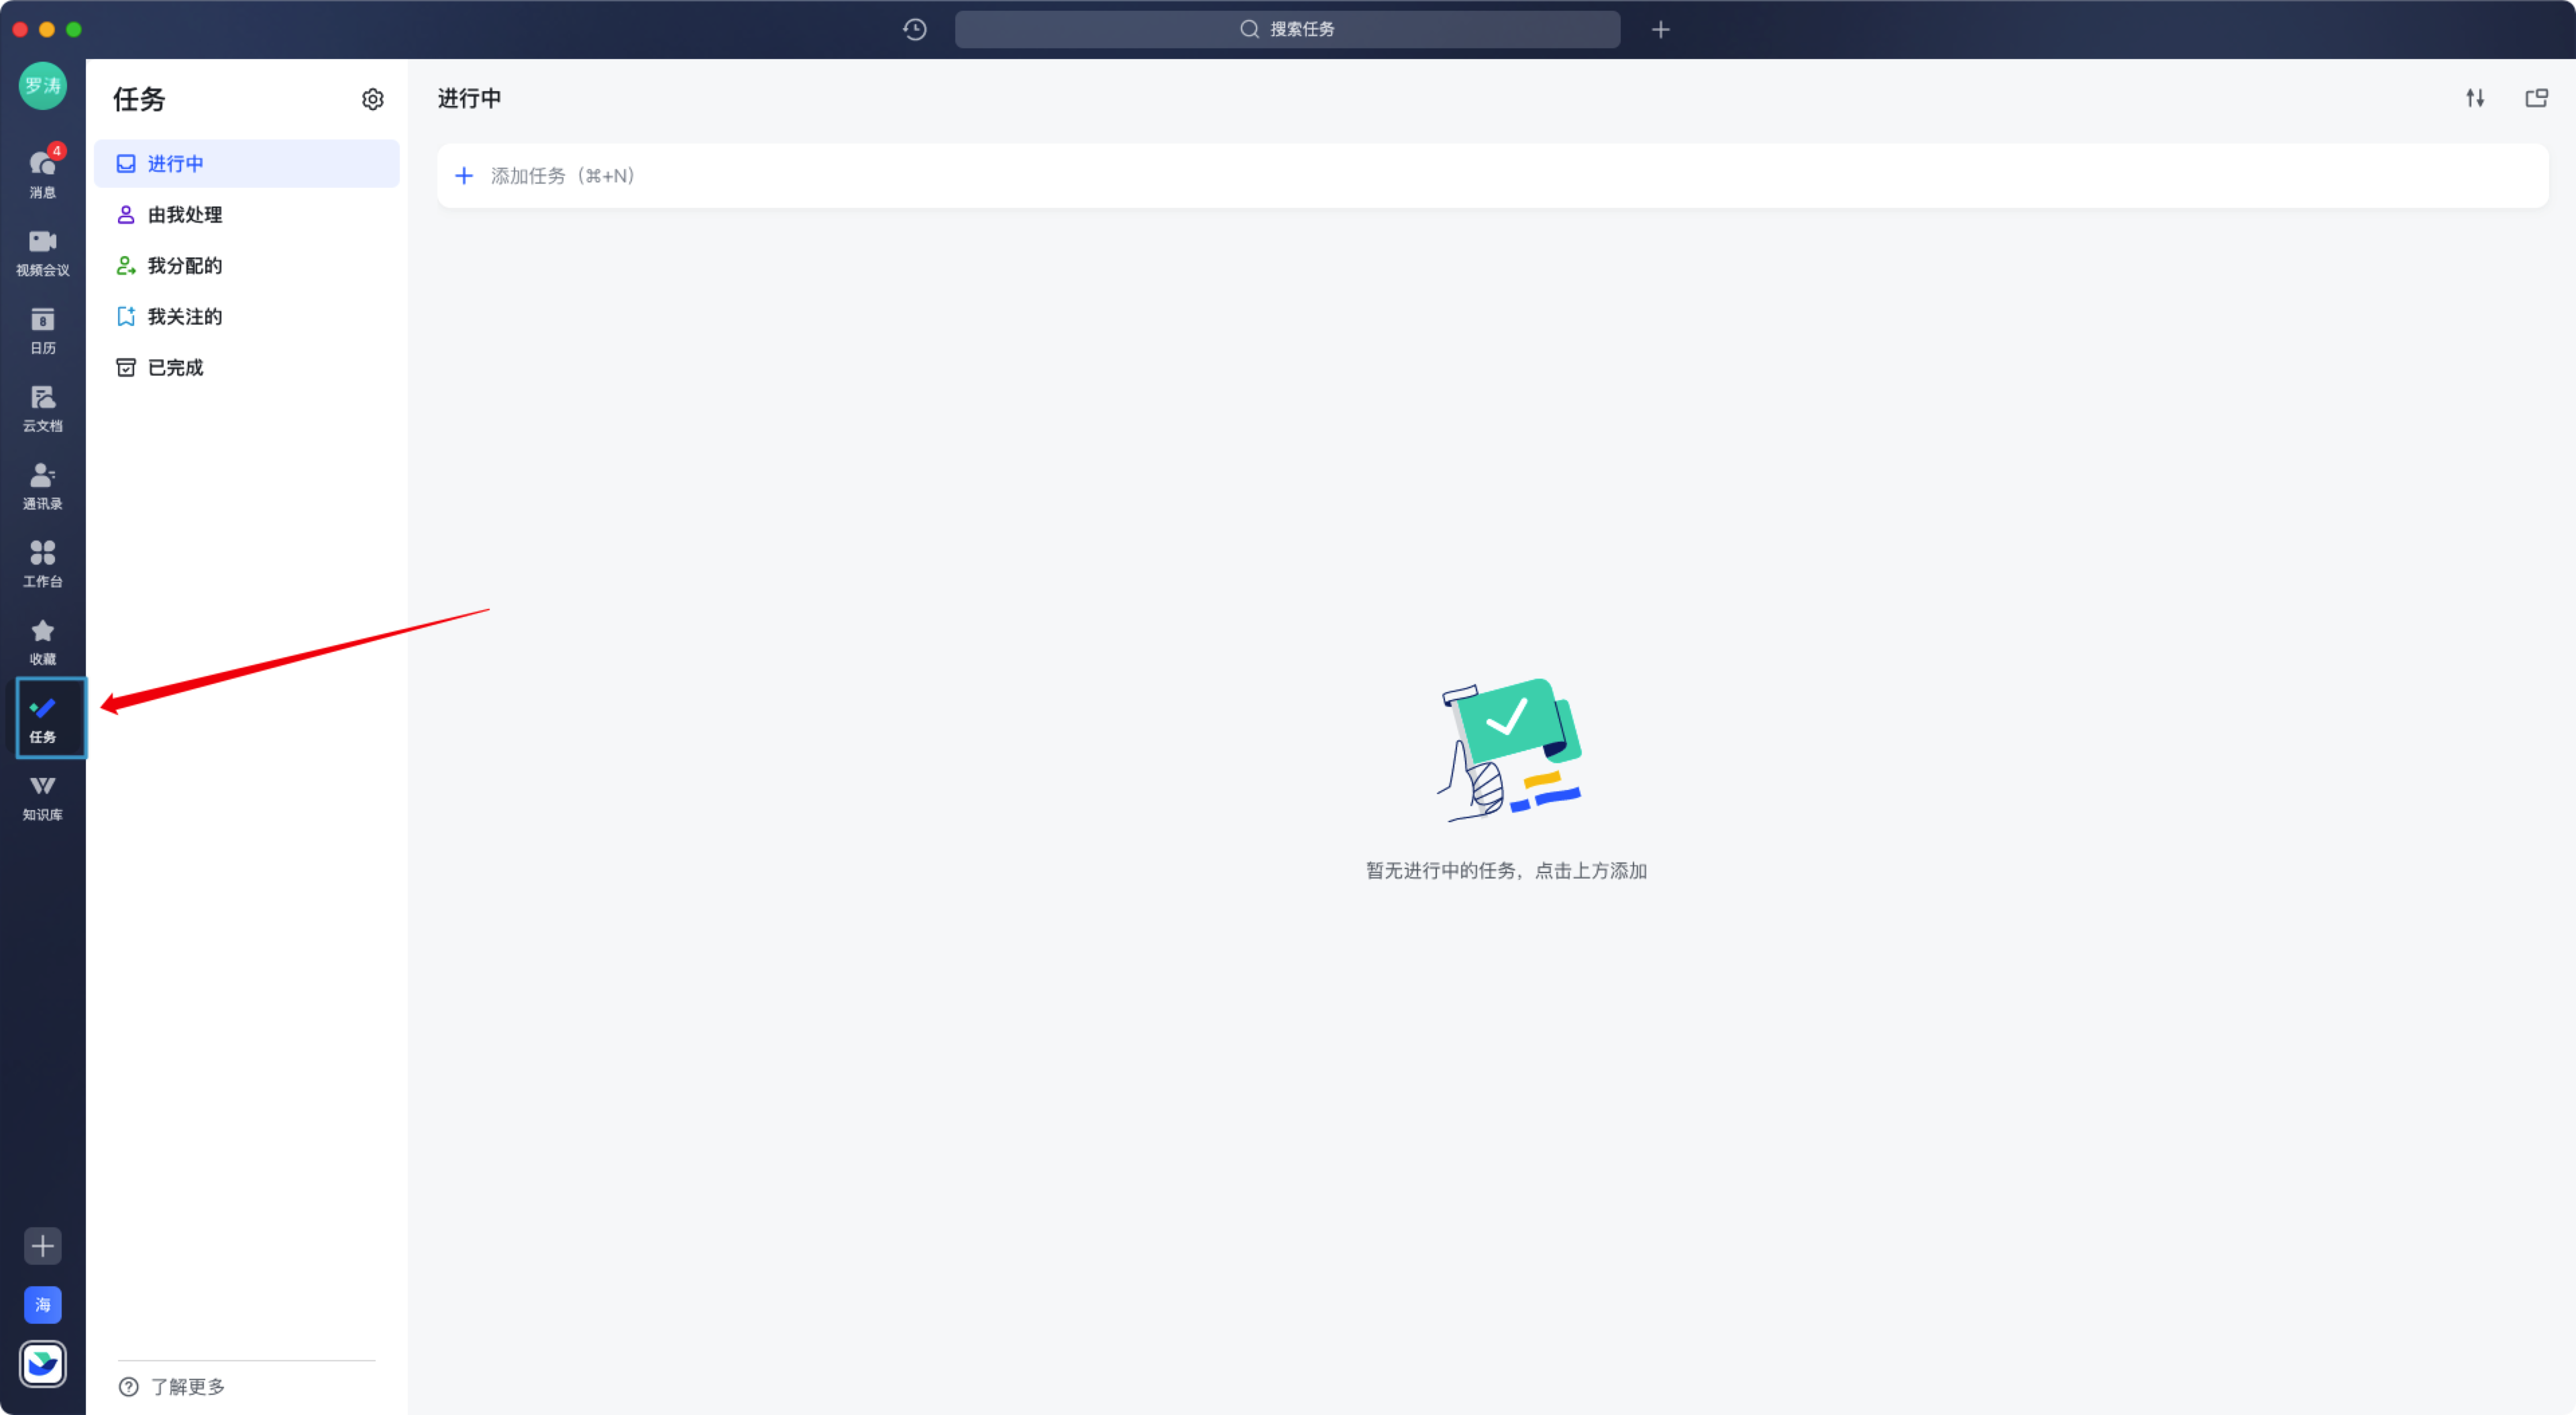 搜索任务
罗涛
4
消息
视频会议
8
日历
云文档
通讯录
工作台
收藏
任务
知识库
海
任务
进行中
由我处理
我分配的
我关注的
已完成
了解更多
进行中
添加任务（⌘+N）
暂无进行中的任务，点击上方添加